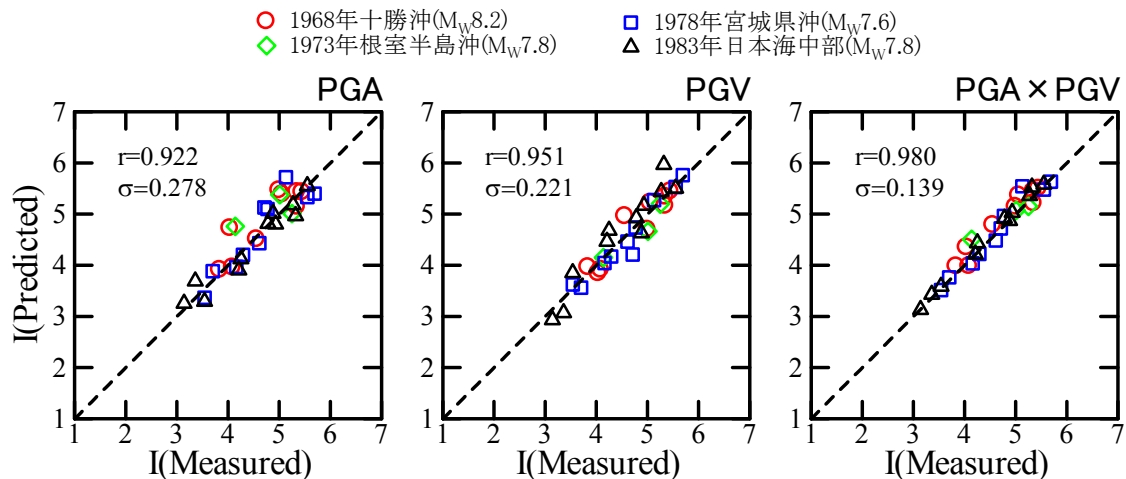 1968年十勝沖(MW8.2)
1978年宮城県沖(MW7.6)
1973年根室半島沖(MW7.8)
1983年日本海中部(MW7.8)
PGA
PGV
PGA×PGV
7
6
5
4
3
2
1
r=0.922
σ=0.278
I(Predicted)
1 2 3 4 5 6 7
I(Measured)
7
6
5
4
3
2
1
r=0.951
σ=0.221
1 2 3 4 5 6 7
I(Measured)
7
6
5
4
3
2
1
r=0.980
σ=0.139
1 2 3 4 5 6 7
I(Measured)